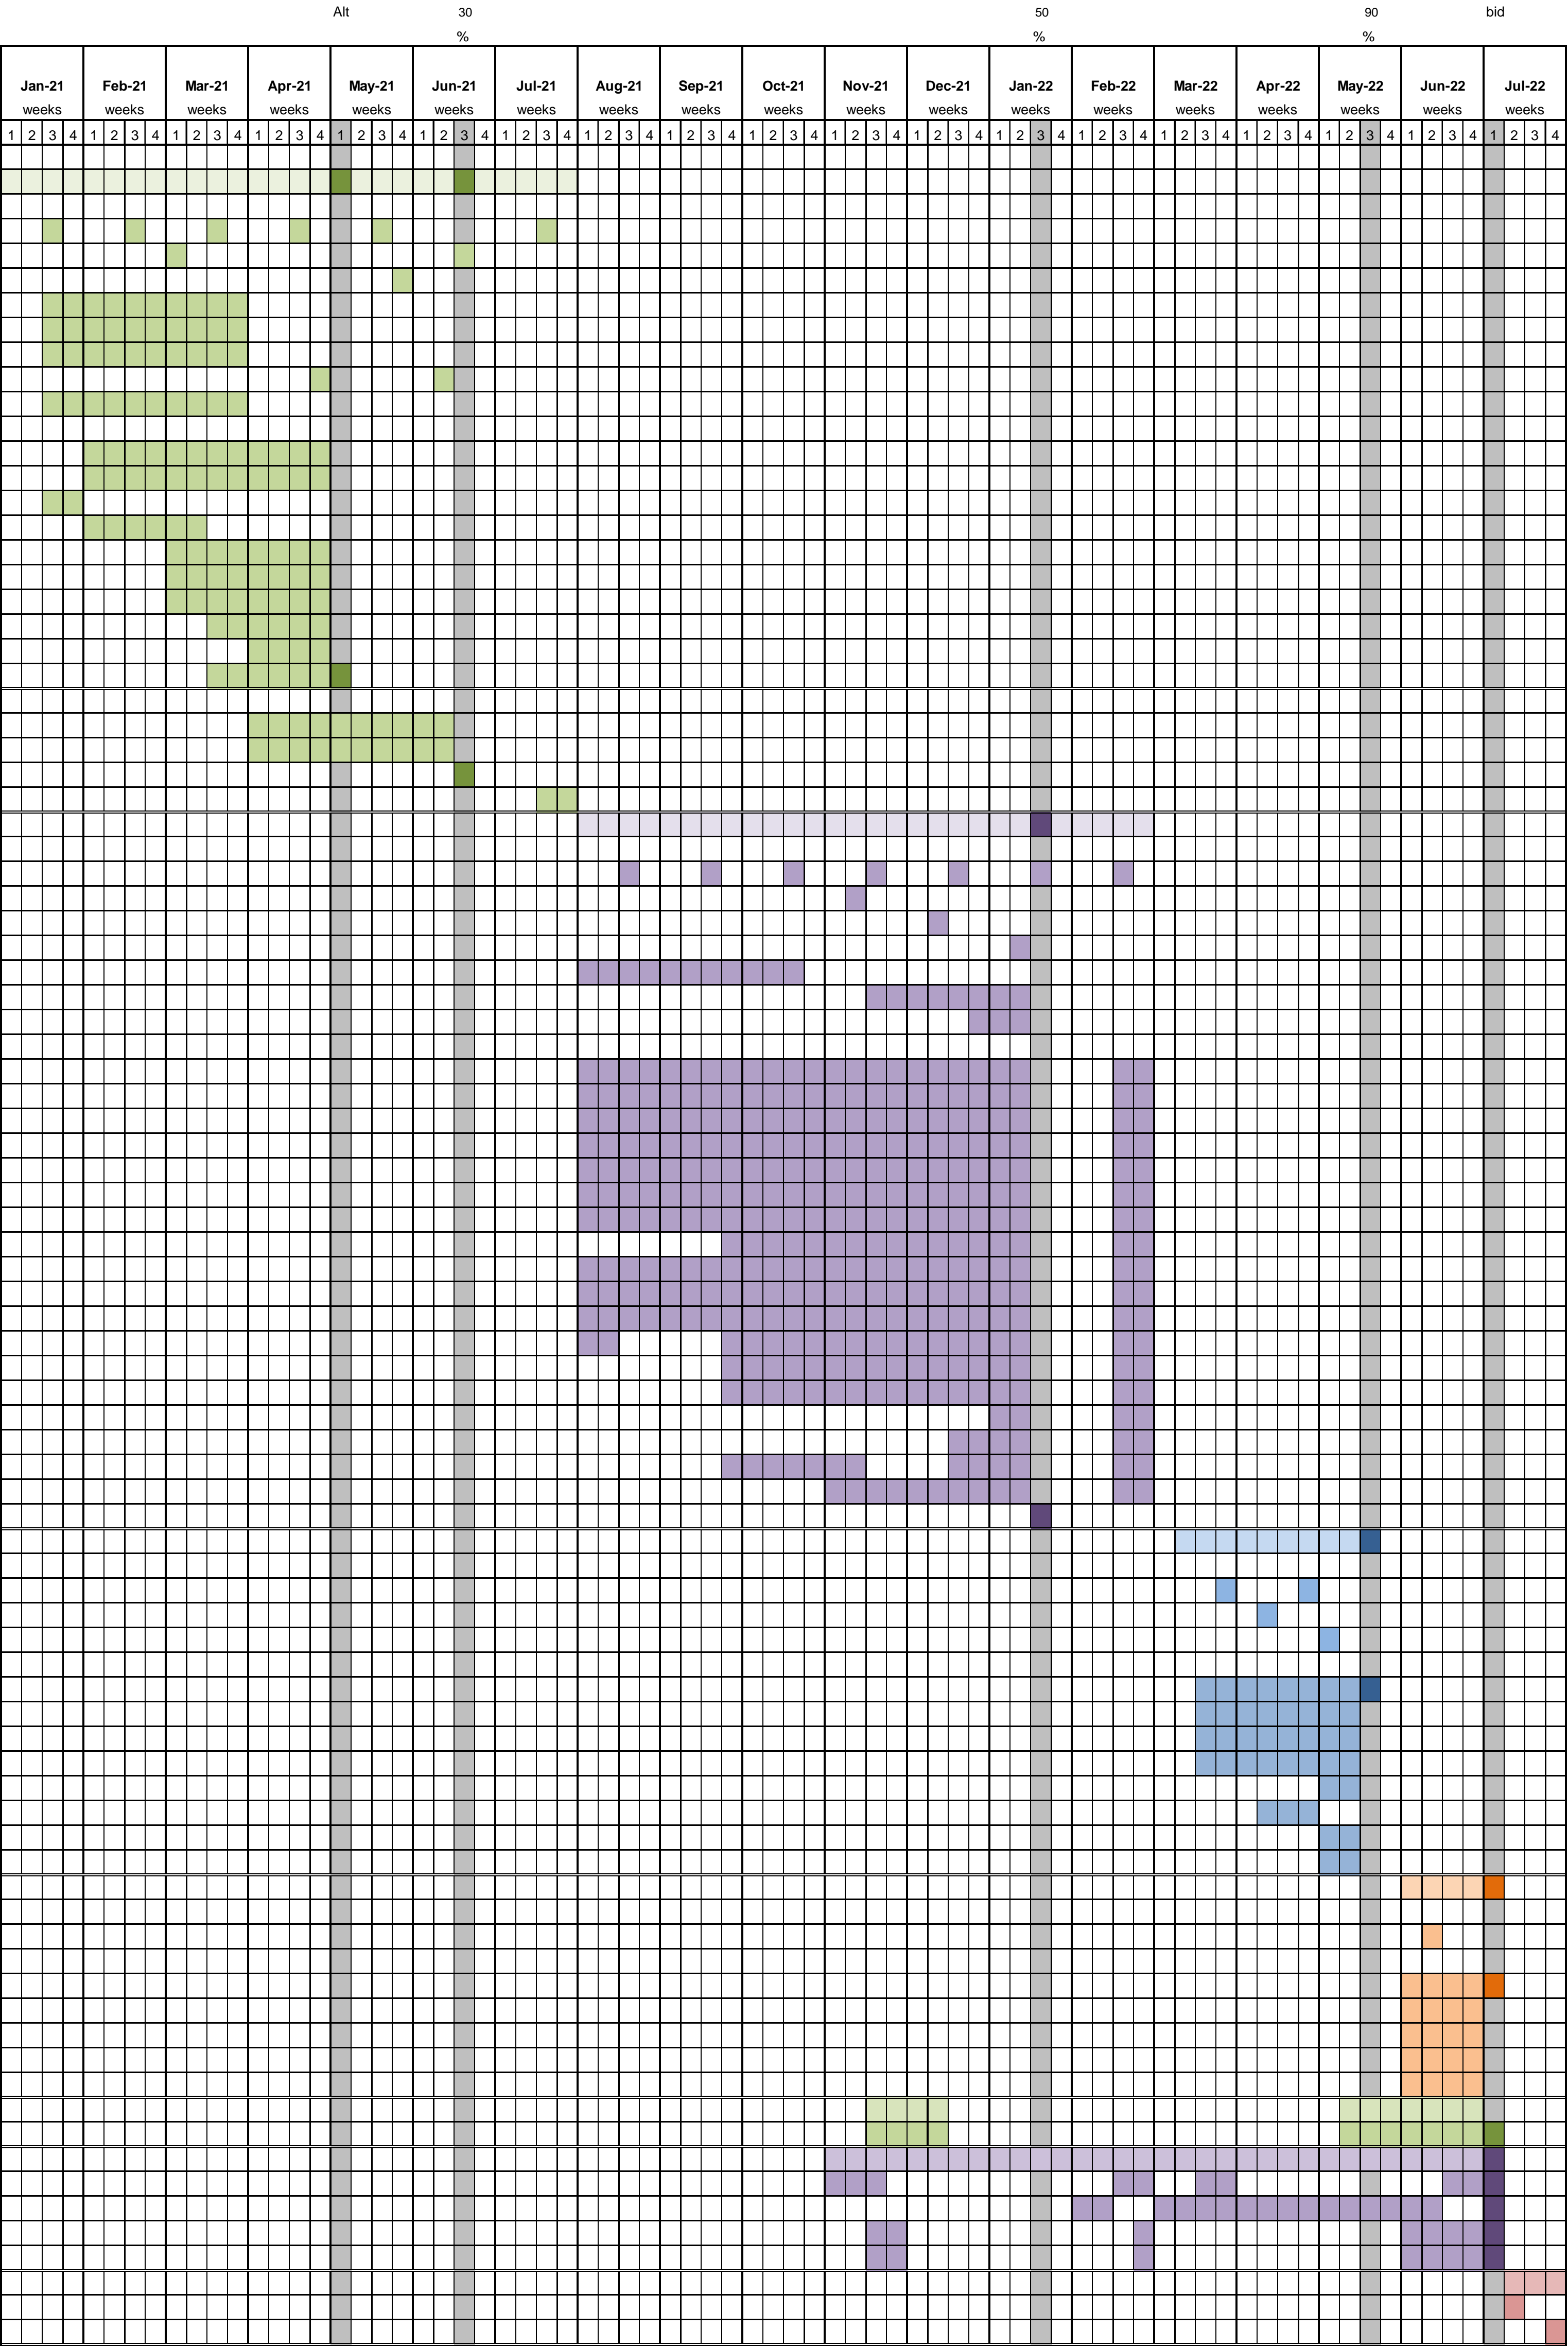 Alt 30 50 90 bid
% % %
Jan-21 Feb-21 Mar-21 Apr-21 May-21 Jun-21 Jul-21 Aug-21 Sep-21 Oct-21 Nov-21 Dec-21 Jan-22 Feb-22 Mar-22 Apr-22 May-22 Jun-22 Jul-22
weeks weeks weeks weeks weeks weeks weeks weeks weeks weeks weeks weeks weeks weeks weeks weeks weeks weeks weeks
1 2 3 4 1 2 3 4 1 2 3 4 1 2 3 4 1 2 3 4 1 2 3 4 1 2 3 4 1 2 3 4 1 2 3 4 1 2 3 4 1 2 3 4 1 2 3 4 1 2 3 4 1 2 3 4 1 2 3 4 1 2 3 4 1 2 3 4 1 2 3 4 1 2 3 4